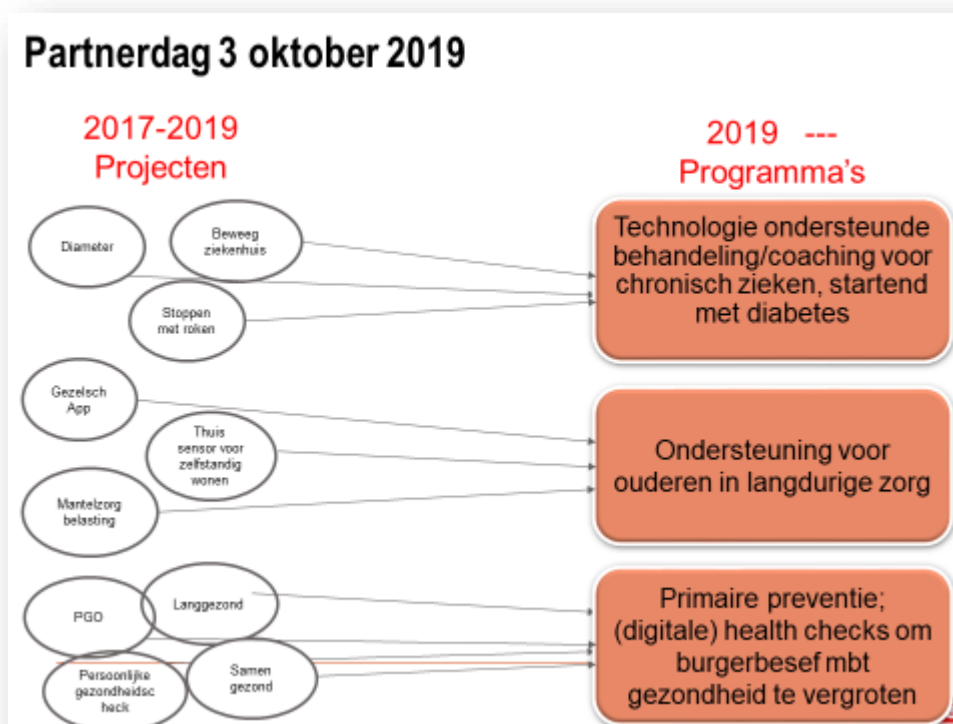 Partnerdag 3 oktober 2019
2017-2019
Projecten
2019 ---
Programma's
Diameter
Beweeg
ziekenhuis
Stoppen
met roken
Technologie ondersteunde
behandeling/coaching voor
chronisch zieken, startend
met diabetes
Gezelsch
App
Thuis
sensor voor
zelfstandig
wonen
Mantelzorg
belasting
Ondersteuning voor
ouderen in langdurige zorg
PGO
Langgezond
Persoonlijke
gezondheidsc
heck
Samen
gezond
Primaire preventie;
(digitale) health checks om
burgerbesef mbt
gezondheid te vergroten